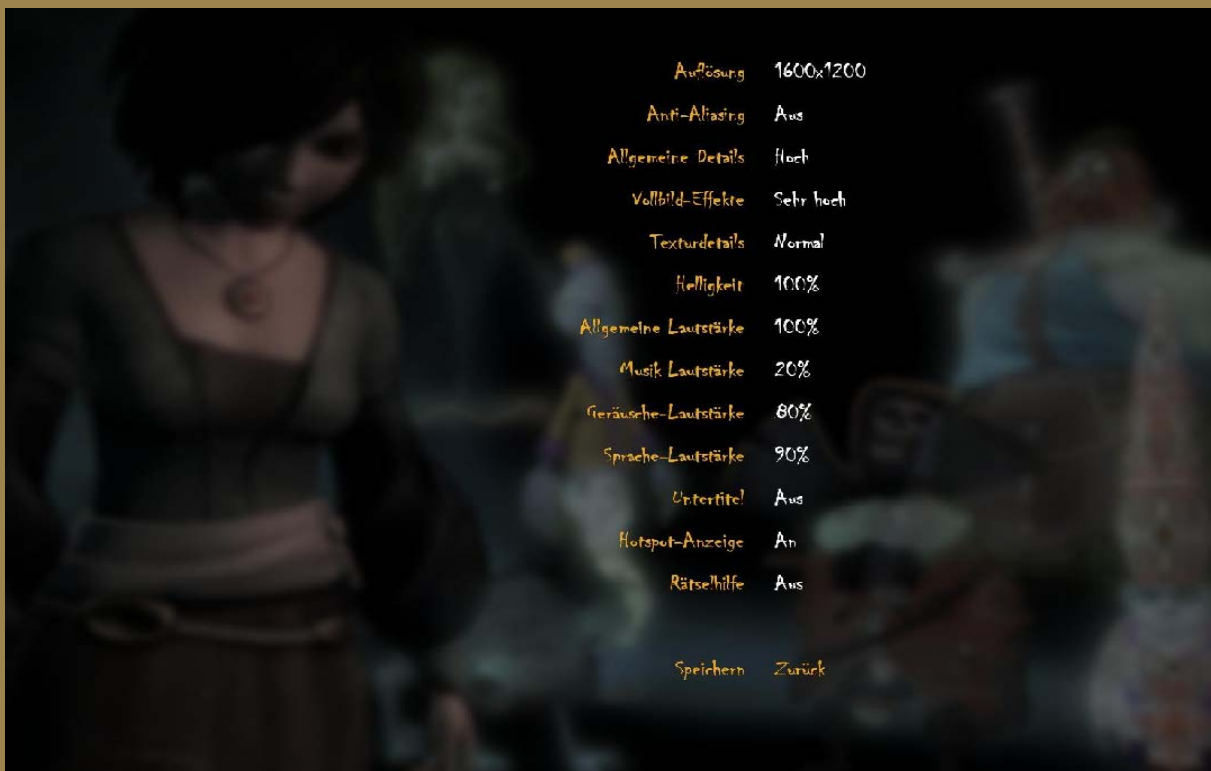 Auflösung 1600x1200
Anti-Aliasing Aus
Allgemeine Details Hoch
Vollbild-Effekte Sehr hoch
Texturdetails Normal
Helligkeit 100%
Allgemeine Lautstärke 100%
Musik Lautstärke 20%
Geräusche-Lautstärke 80%
Sprache-Lautstärke 90%
Untertitel Aus
Hotspot-Anzeige An
Rätselhilfe Aus
Speichern Zurück